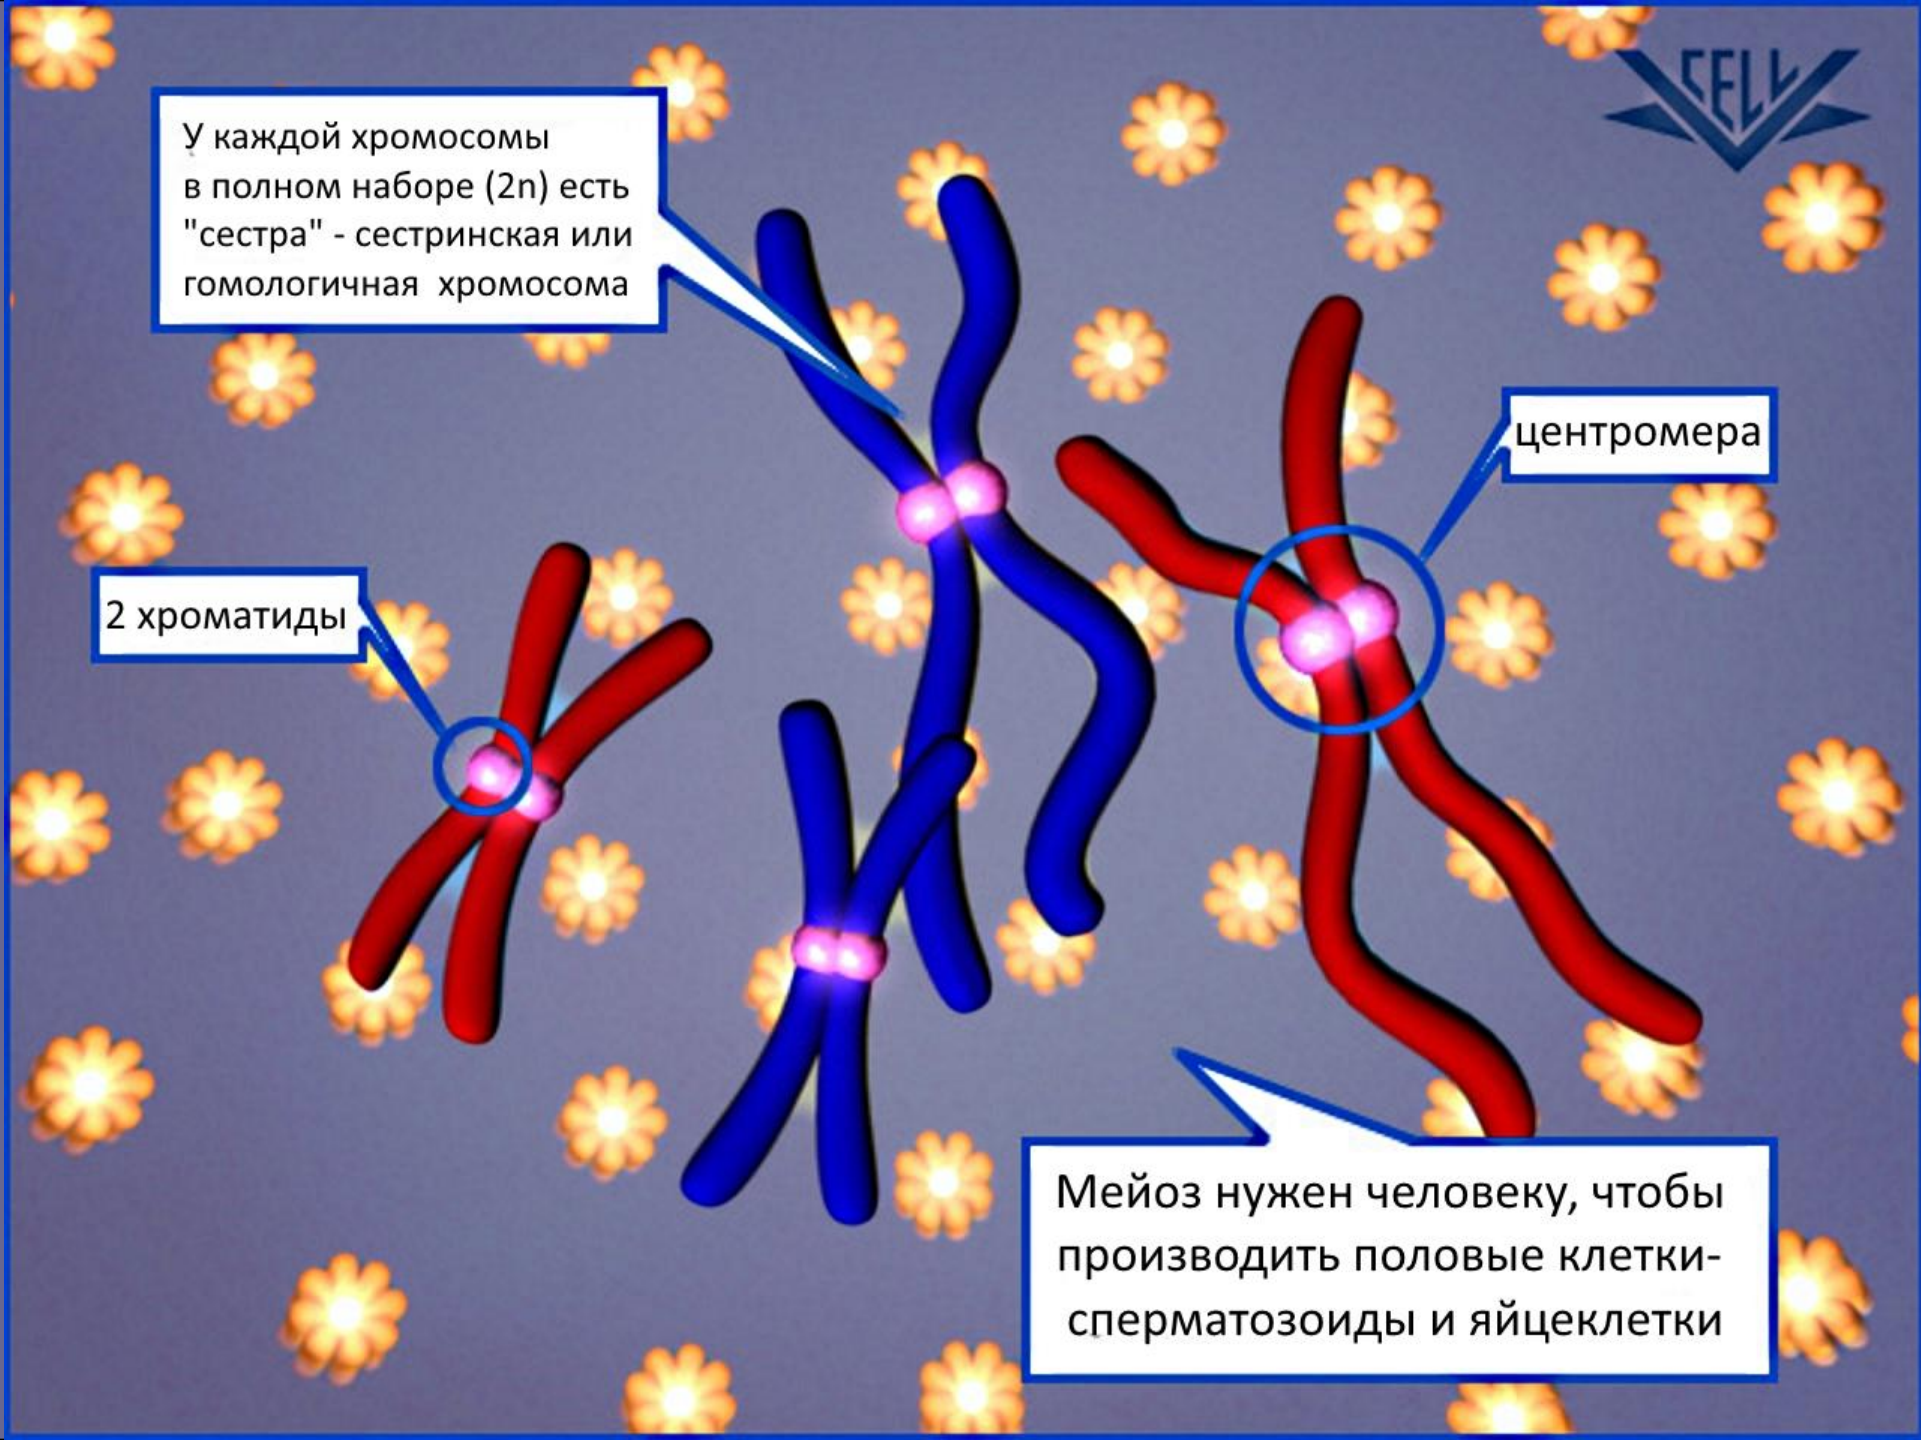 VCELL
У каждой хромосомы
в полном наборе (2n) есть
"сестра" - сестринская или
гомологичная хромосома
центромера
2 хроматиды
Мейоз нужен человеку, чтобы
производить половые клетки-
сперматозоиды и яйцеклетки